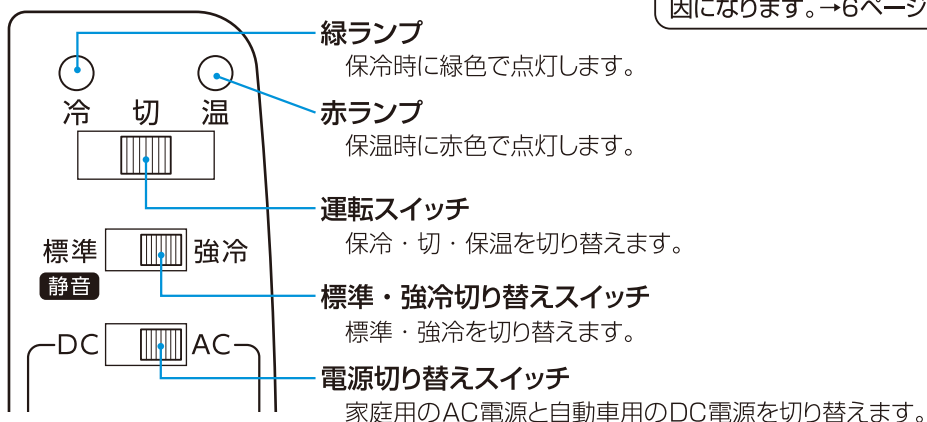 因になります。→6ページ
緑ランプ
保冷時に緑色で点灯します。
赤ランプ
保温時に赤色で点灯します。
冷 切 温
運転スイッチ
保冷・切・保温を切り替えます。
標準 強冷
静音
標準・強冷切り替えスイッチ
標準・強冷を切り替えます。
DC AC
電源切り替えスイッチ
家庭用のAC電源と自動車用のDC電源を切り替えます。